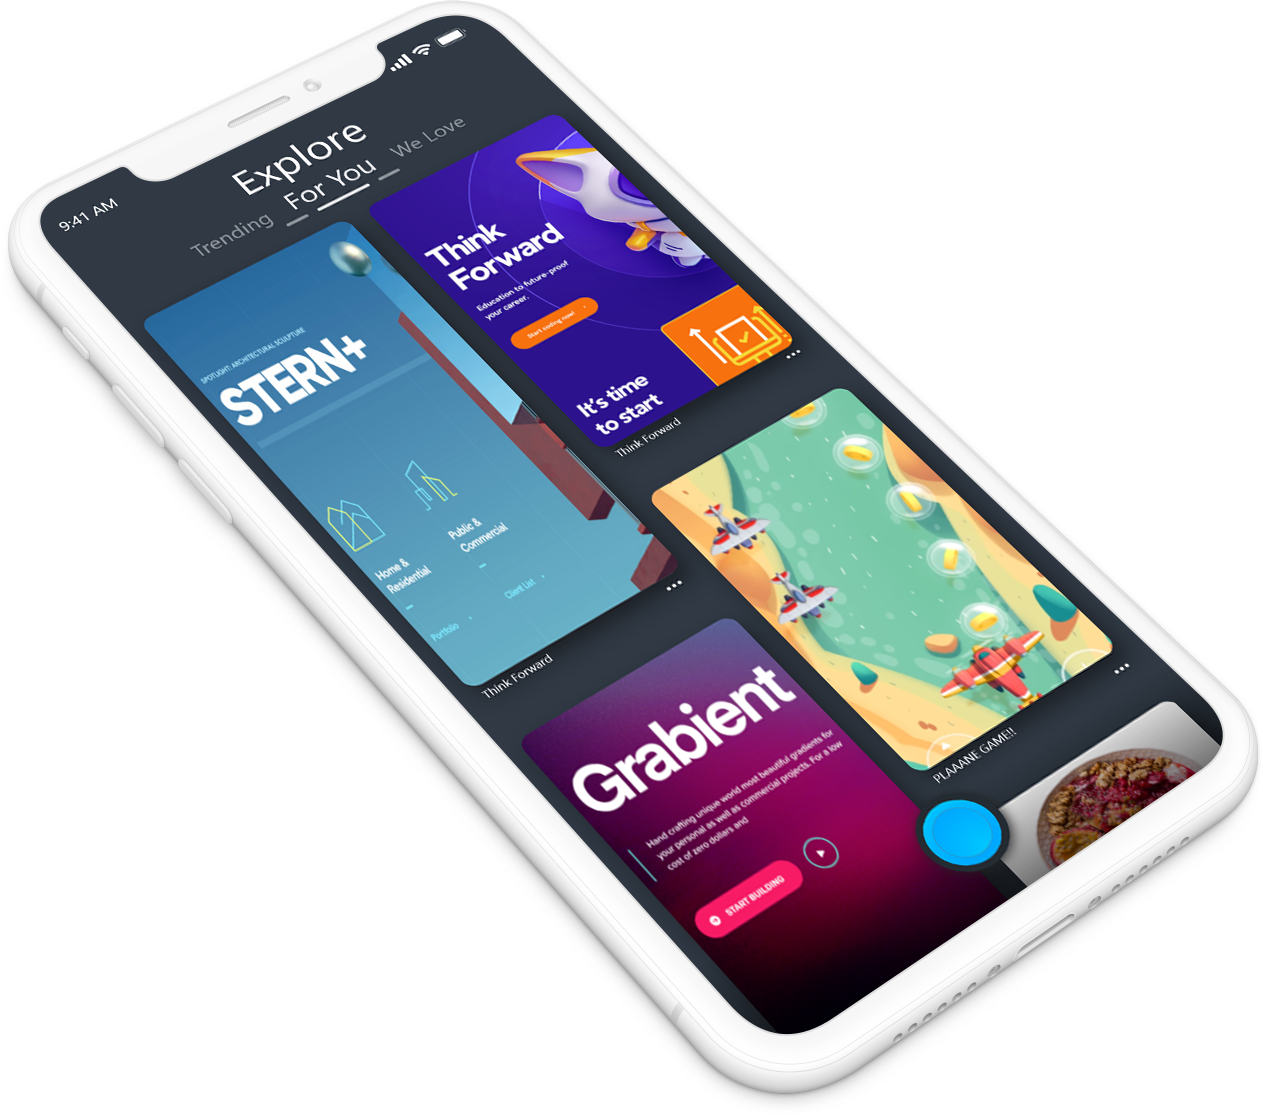 9:41 AM
Explore
Trending
For You
We Love
SPOTLIGHT: ARCHITECTURAL SCULPTURE
STERN+
Home &
Residential
Public &
Commercial
Portfolio
Client List
Think Forward
Think
Forward
Education to future-proof
your career.
Start coding now!
It's time
to start
Think Forward
Grabient
Hand crafting unique world most beautiful gradients for
your personal as well as commercial projects. For a low
cost of zero dollars and
START BUILDING
PLAAANE GAME!!